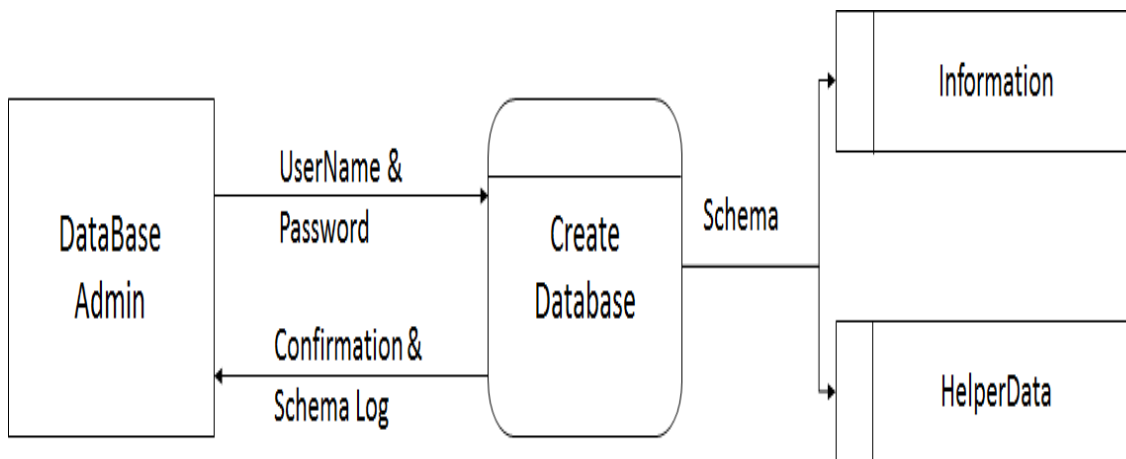 DataBase
Admin
UserName &
Password
Confirmation &
Schema Log
Create
Database
Schema
Information
HelperData